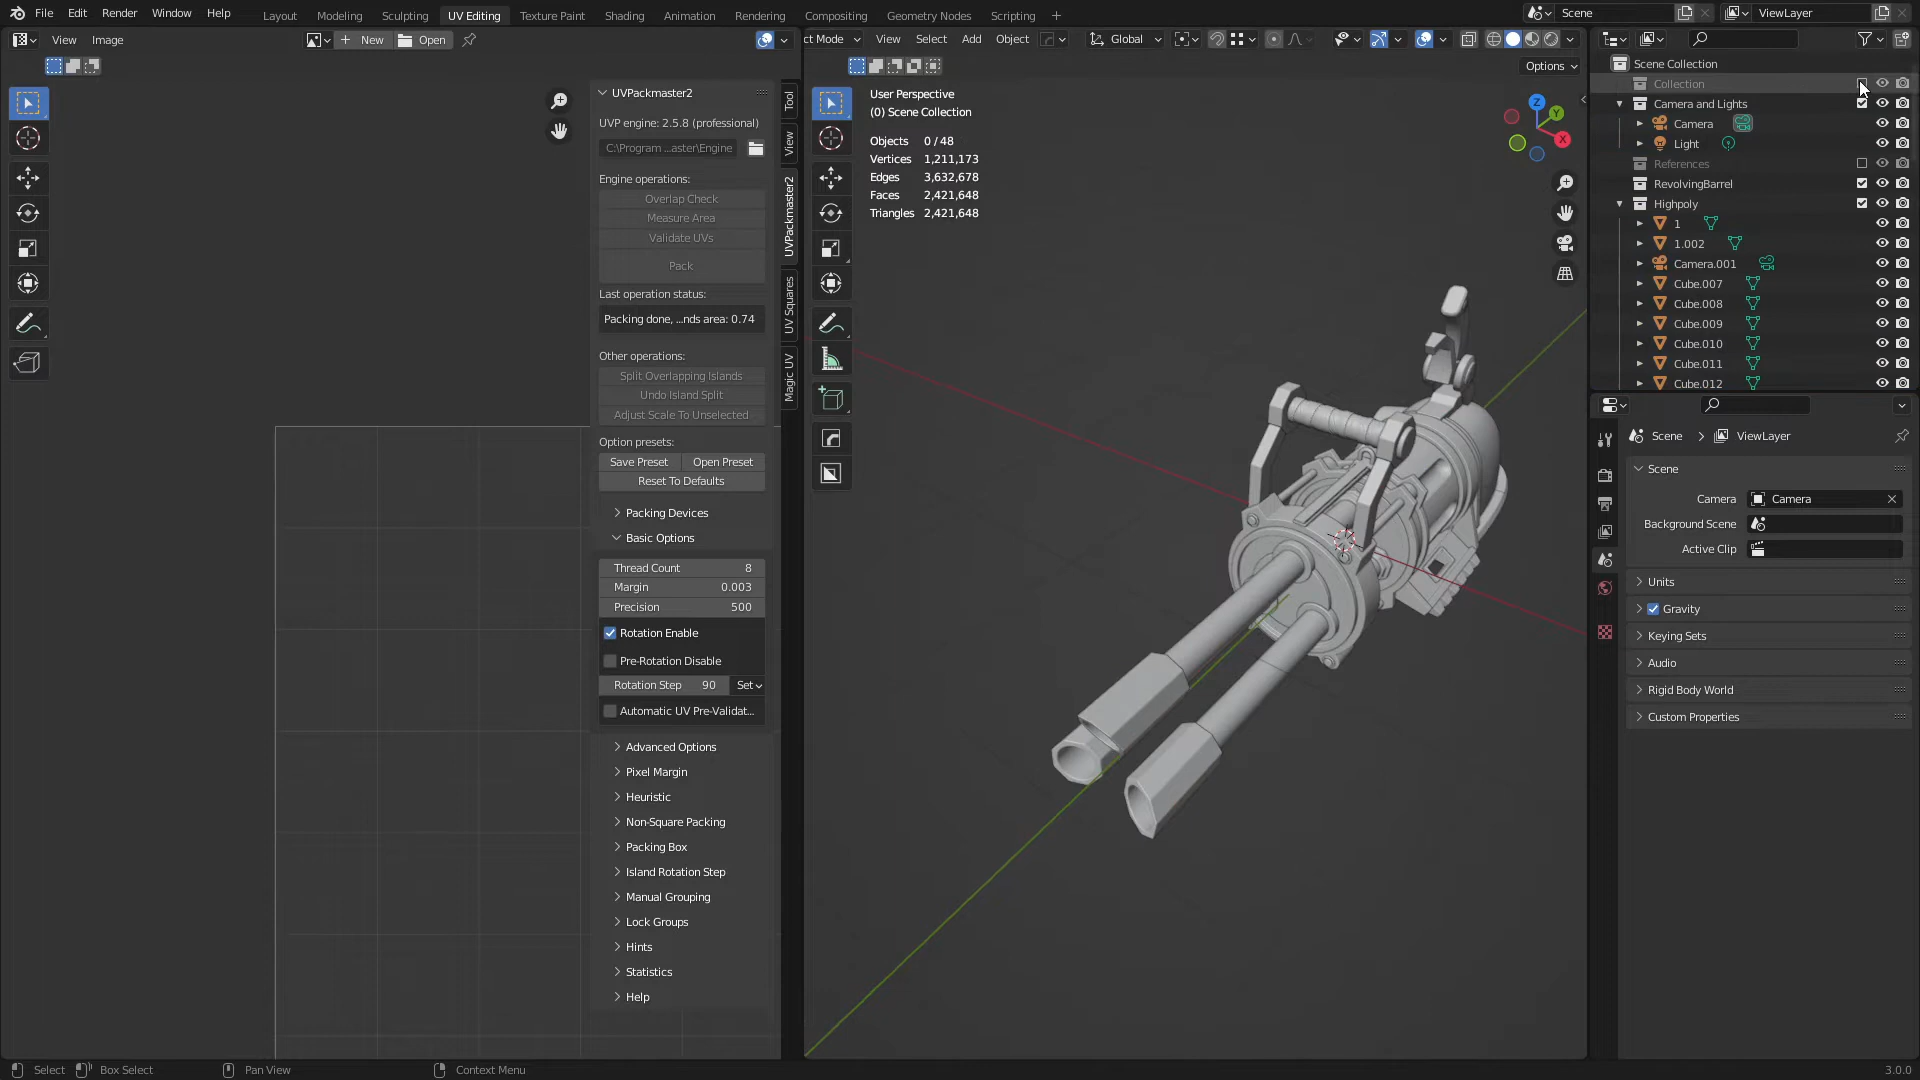 File Edit Render Window Help Layout Modeling Sculpting UV Editing Texture Paint Shading Animation Rendering Compositing Geometry Nodes Scripting + Scene ViewLayer
View Image + New Open
ct Mode View Select Add Object Global
Options
UVPackmaster2
UVP engine: 2.5.8 (professional)
C:\Program ...aster\Engine
Engine operations:
Overlap Check
Measure Area
Validate UVs
Pack
Last operation status:
Packing done, ...nds area: 0.74
Other operations:
Split Overlapping Islands
Undo Island Split
Adjust Scale To Unselected
Option presets:
Save Preset Open Preset
Reset To Defaults
Packing Devices
Basic Options
Thread Count 8
Margin 0.003
Precision 500
Rotation Enable
Pre-Rotation Disable
Rotation Step 90 Set
Automatic UV Pre-Validat...
Advanced Options
Pixel Margin
Heuristic
Non-Square Packing
Packing Box
Island Rotation Step
Manual Grouping
Lock Groups
Hints
Statistics
Help
Tool
View
UVPackmaster2
UV Squares
Magic UV
User Perspective
(0) Scene Collection
Objects 0 / 48
Vertices 1,211,173
Edges 3,632,678
Faces 2,421,648
Triangles 2,421,648
Z
Y
X
Scene Collection
Collection
Camera and Lights
Camera
Light
References
RevolvingBarrel
Highpoly
1
1.002
Camera.001
Cube.007
Cube.008
Cube.009
Cube.010
Cube.011
Cube.012
Scene ViewLayer
Scene
Camera Camera
Background Scene
Active Clip
Units
Gravity
Keying Sets
Audio
Rigid Body World
Custom Properties
Select Box Select Pan View Context Menu 3.0.0